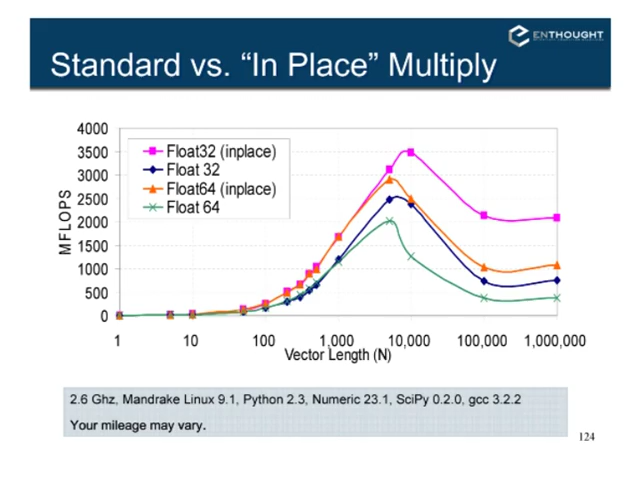 ENTHOUGHT
Standard vs. “In Place” Multiply
4000
3500
3000
2500
2000
1500
1000
500
0
MFLOPS
Float32 (inplace)
Float 32
Float64 (inplace)
Float 64
1 10 100 1,000 10,000 100,000 1,000,000
Vector Length (N)
2.6 Ghz, Mandrake Linux 9.1, Python 2.3, Numeric 23.1, SciPy 0.2.0, gcc 3.2.2
Your mileage may vary.
124